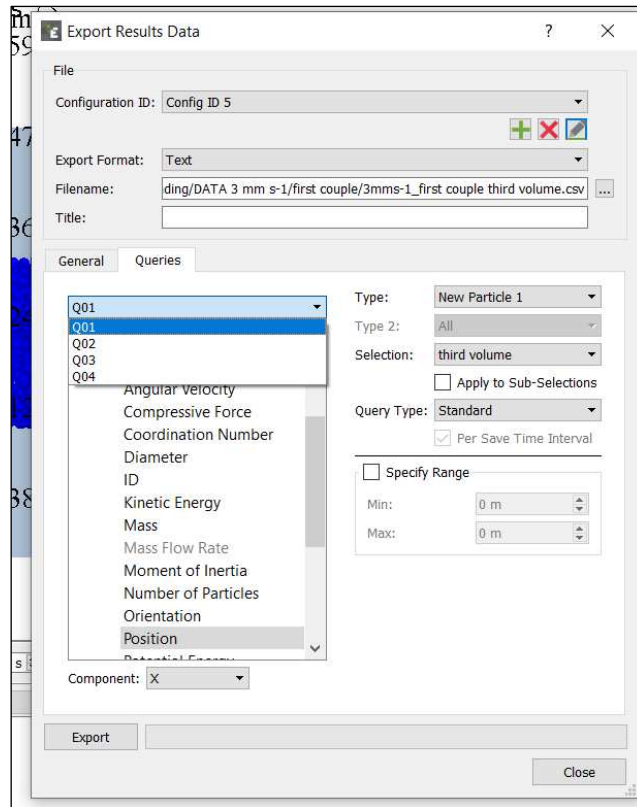 Export Results Data
?
File
Configuration ID:
Config ID 5
Export Format:
Text
Filename:
ding/DATA 3 mm s-1/first couple/3mms-1_first couple third volume.csv
...
Title:
General
Queries
Q01
Q01
Q02
Q03
Q04
Angular Velocity
Compressive Force
Coordination Number
Diameter
ID
Kinetic Energy
Mass
Mass Flow Rate
Moment of Inertia
Number of Particles
Orientation
Position
Potential Energy
Component:
X
Type:
New Particle 1
Type 2:
All
Selection:
third volume
Apply to Sub-Selections
Query Type:
Standard
Per Save Time Interval
Specify Range
Min:
0 m
Max:
0 m
Export
Close
s